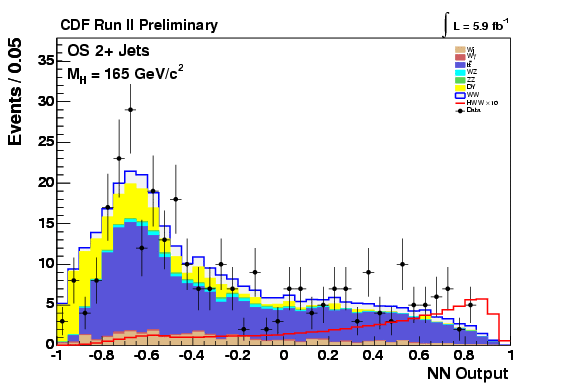 CDF Run II Preliminary
∫ L = 5.9 fb⁻¹
OS 2+ Jets
M_H = 165 GeV/c²
Wj
Wγ
tt̄
WZ
ZZ
DY
WW
HWW × 10
Data
Events / 0.05
35
30
25
20
15
10
5
0
-1 -0.8 -0.6 -0.4 -0.2 0 0.2 0.4 0.6 0.8 1
NN Output